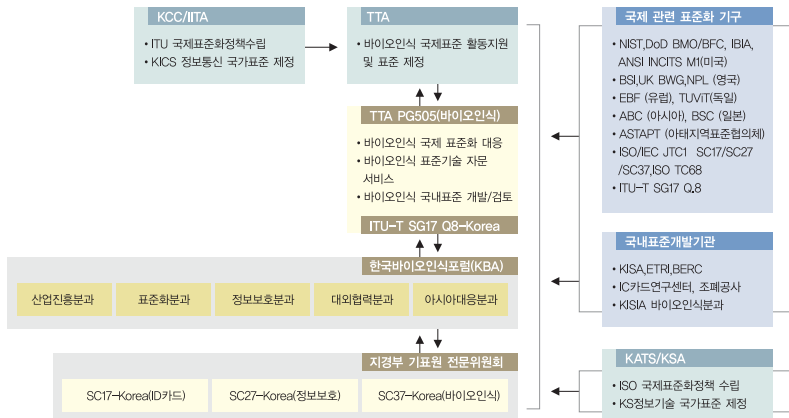 KCC/IITA
• ITU 국제표준화정책수립
• KICS 정보통신 국가표준 제정
TTA
• 바이오인식 국제표준 활동지원
및 표준 제정
TTA PG505(바이오인식)
• 바이오인식 국제 표준화 대응
• 바이오인식 표준기술 자문
서비스
• 바이오인식 국내표준 개발/검토
ITU-T SG17 Q8-Korea
한국바이오인식포럼(KBA)
산업진흥분과
표준화분과
정보보호분과
대외협력분과
아시아대응분과
지경부 기표원 전문위원회
SC17-Korea(ID카드)
SC27-Korea(정보보호)
SC37-Korea(바이오인식)
국제 관련 표준화 기구
• NIST,DoD BMO/BFC, IBIA,
ANSI INCITS M1(미국)
• BSI,UK BWG,NPL (영국)
• EBF (유럽), TUViT(독일)
• ABC (아시아), BSC (일본)
• ASTAPT (아태지역표준협의체)
• ISO/IEC JTC1 SC17/SC27
/SC37,ISO TC68
• ITU-T SG17 Q.8
국내표준개발기관
• KISA,ETRI,BERC
• IC카드연구센터, 조폐공사
• KISIA 바이오인식분과
KATS/KSA
• ISO 국제표준화정책 수립
• KS정보기술 국가표준 제정